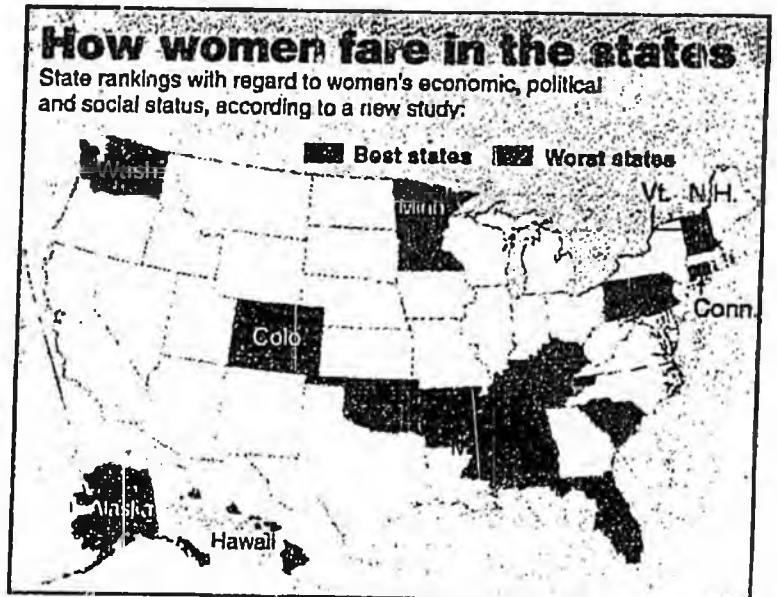 How women fare in the states
State rankings with regard to women's economic, political
and social status, according to a new study:
Best states Worst states
Wash
Minn
Vt. N.H.
Conn.
Colo
Alaska
Hawaii